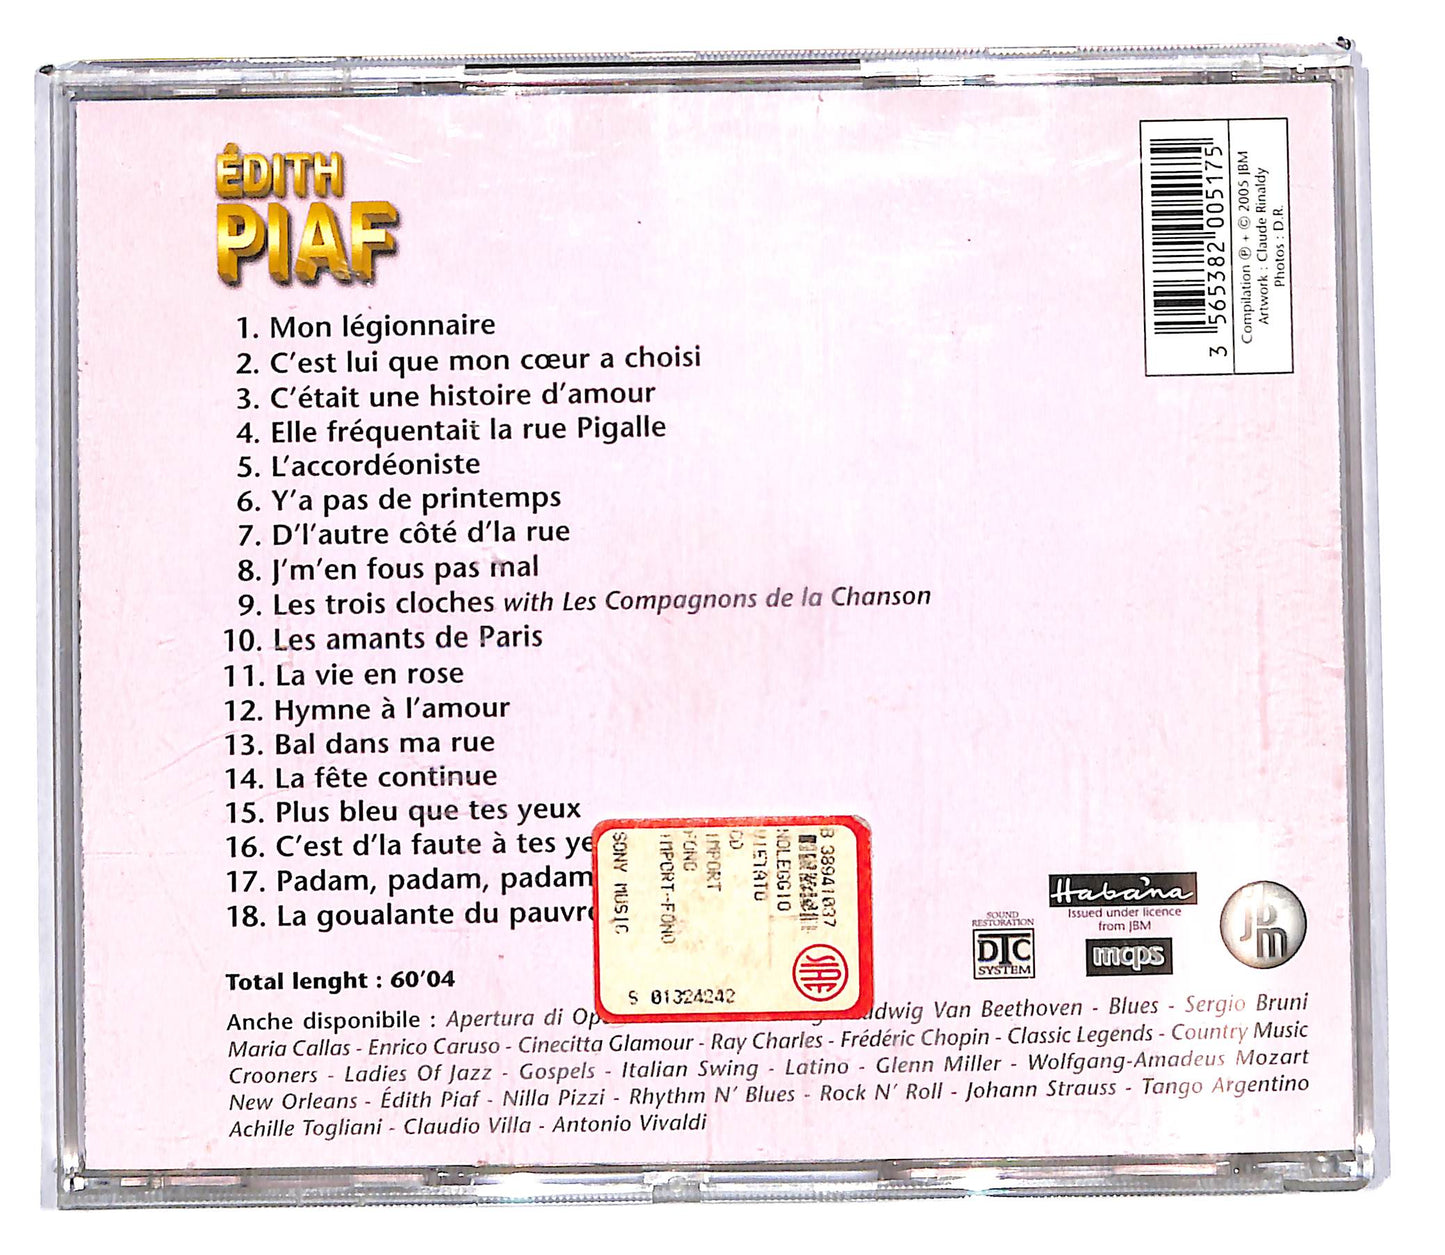 ÉDITH
PIAF
1. Mon légionnaire
2. C'est lui que mon cœur a choisi
3. C'était une histoire d'amour
4. Elle fréquentait la rue Pigalle
5. L'accordéoniste
6. Y'a pas de printemps
7. D'l'autre côté d'la rue
8. J'm'en fous pas mal
9. Les trois cloches with Les Compagnons de la Chanson
10. Les amants de Paris
11. La vie en rose
12. Hymne à l'amour
13. Bal dans ma rue
14. La fête continue
15. Plus bleu que tes yeux
16. C'est d'la faute à tes
17. Padam, padam, padam
18. La goualante du
Total lenght : 60'04
Anche disponibile : Apertura di Van Beethoven - Blues - Sergio Bruni
Maria Callas - Enrico Caruso - Cinecitta Glamour - Ray Charles - Frédéric Chopin - Classic Legends - Country Music
Crooners - Ladies Of Jazz - Gospels - Italian Swing - Latino - Glenn Miller - Wolfgang-Amadeus Mozart
New Orleans - Édith Piaf - Nilla Pizzi - Rhythm N' Blues - Rock N' Roll - Johann Strauss - Tango Argentino
Achille Togliani - Claudio Villa - Antonio Vivaldi
3 565382 005175
Compilation ℗ + © 2005 JBM
Artwork : Claude Rinaldy
Photos : D.R.
B 38941037
NOLEGGIO
VIETATO
CD
IMPORT
FONO
IMPORT-FONO
SONY MUSIC
S 01324242
SIAE
SOUND
RESTORATION
DTC
SYSTEM
Habana
Issued under licence
from JBM
mcps
jbm